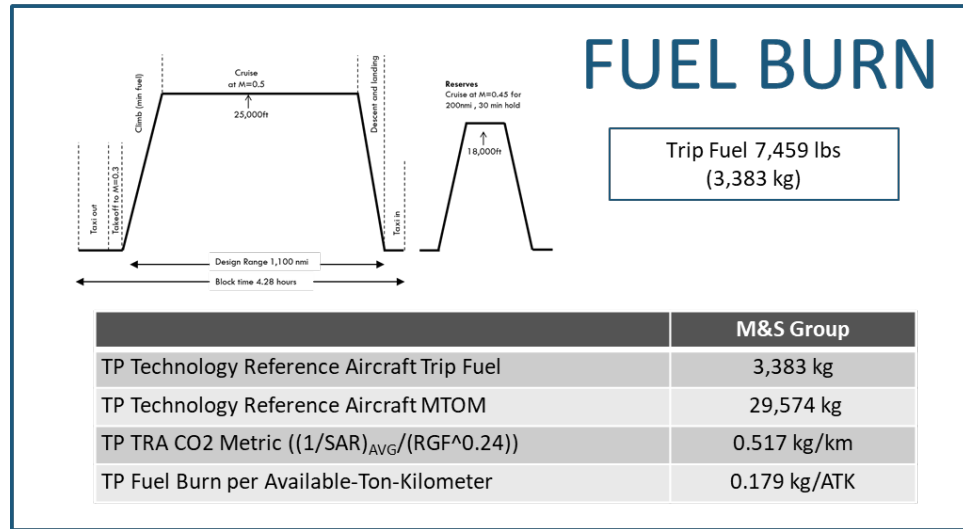 FUEL BURN
Climb (min fuel)
Cruise
at M=0.5
25,000ft
Descent and landing
Taxi out
Takeoff to M=0.3
Taxi in
Design Range 1,100 nmi
Block time 4.28 hours
Reserves
Cruise at M=0.45 for
200nmi , 30 min hold
18,000ft
Trip Fuel 7,459 lbs
(3,383 kg)
M&S Group
TP Technology Reference Aircraft Trip Fuel 3,383 kg
TP Technology Reference Aircraft MTOM 29,574 kg
TP TRA CO2 Metric ((1/SAR)AVG/(RGF^0.24)) 0.517 kg/km
TP Fuel Burn per Available-Ton-Kilometer 0.179 kg/ATK